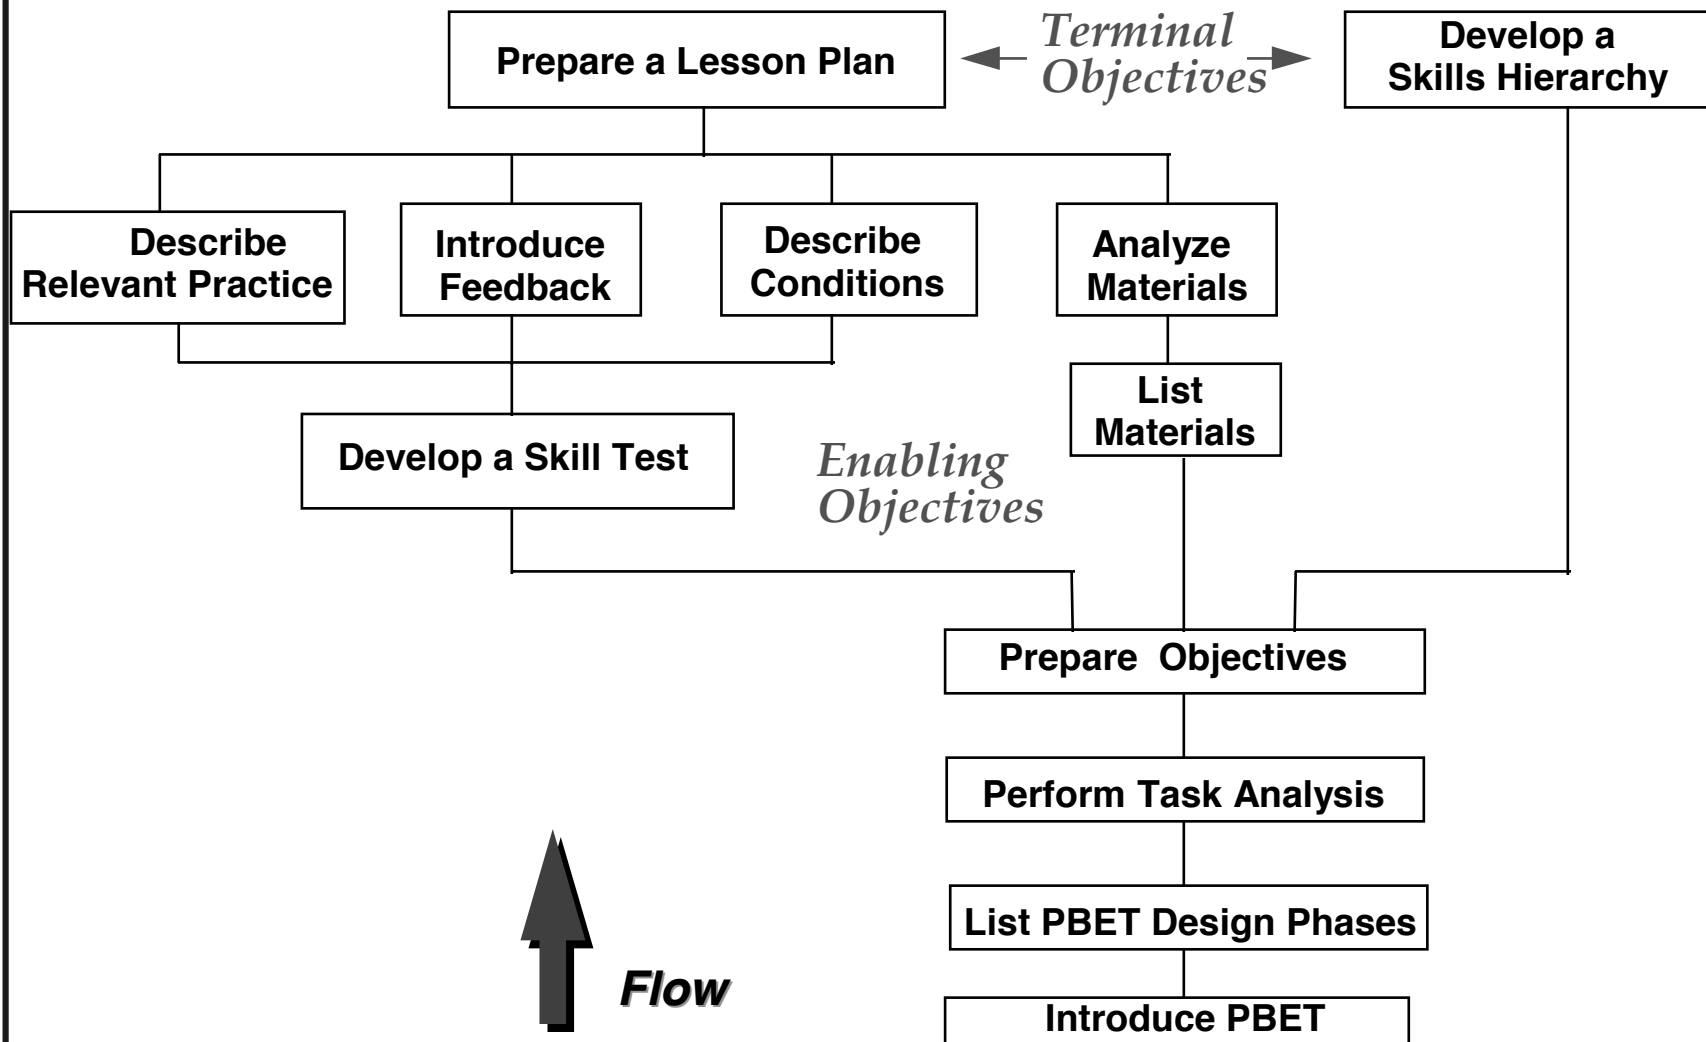 Prepare a Lesson Plan
Terminal
Objectives
Develop a
Skills Hierarchy
Describe
Relevant Practice
Introduce
Feedback
Describe
Conditions
Analyze
Materials
List
Materials
Develop a Skill Test
Enabling
Objectives
Prepare Objectives
Perform Task Analysis
List PBET Design Phases
Flow
Introduce PBET